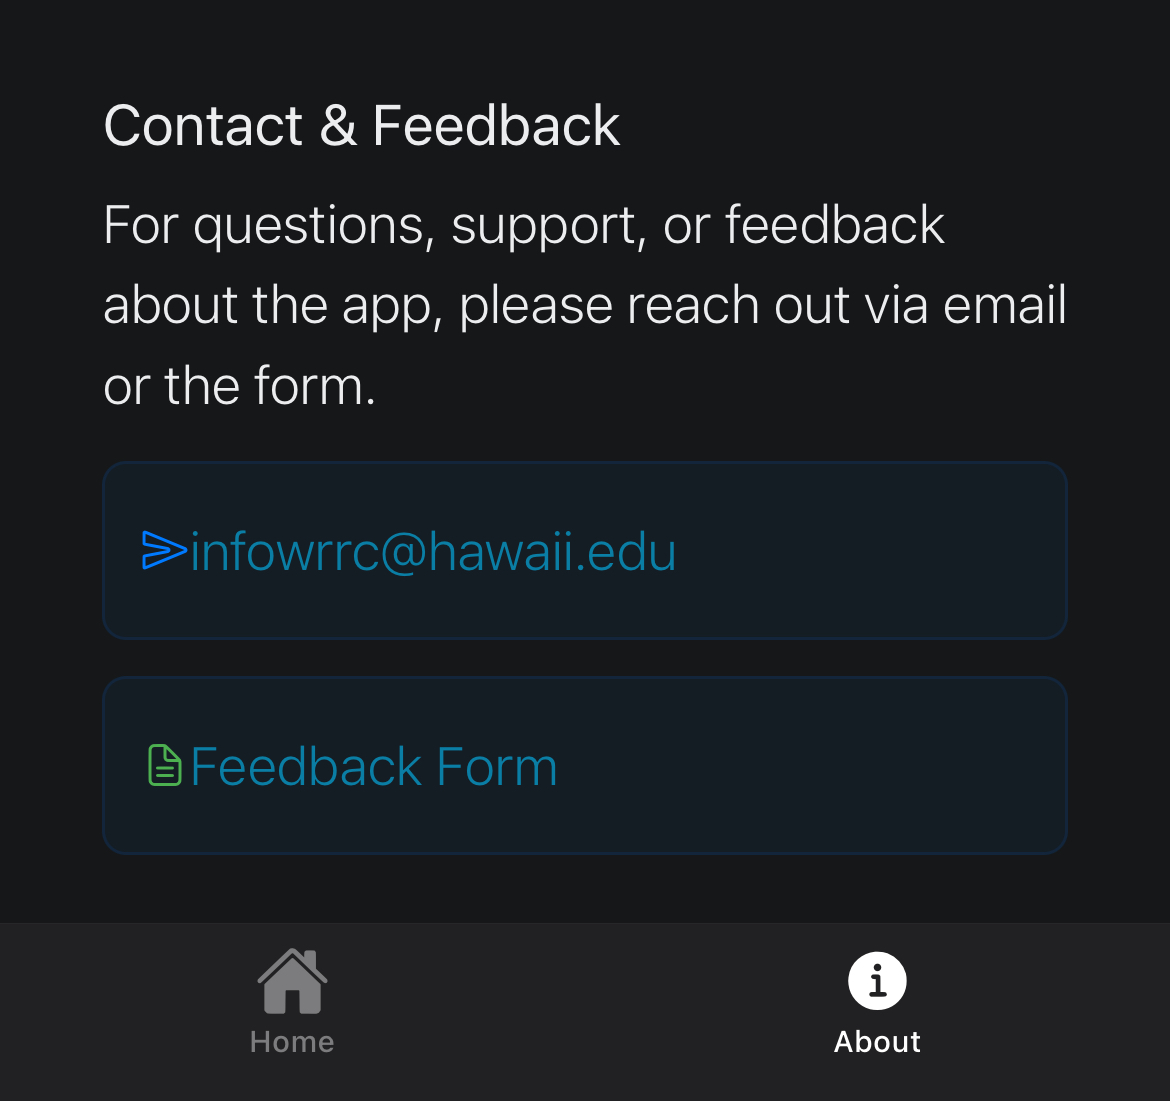 Contact & Feedback
For questions, support, or feedback
about the app, please reach out via email
or the form.
infowrrc@hawaii.edu
Feedback Form
Home
About